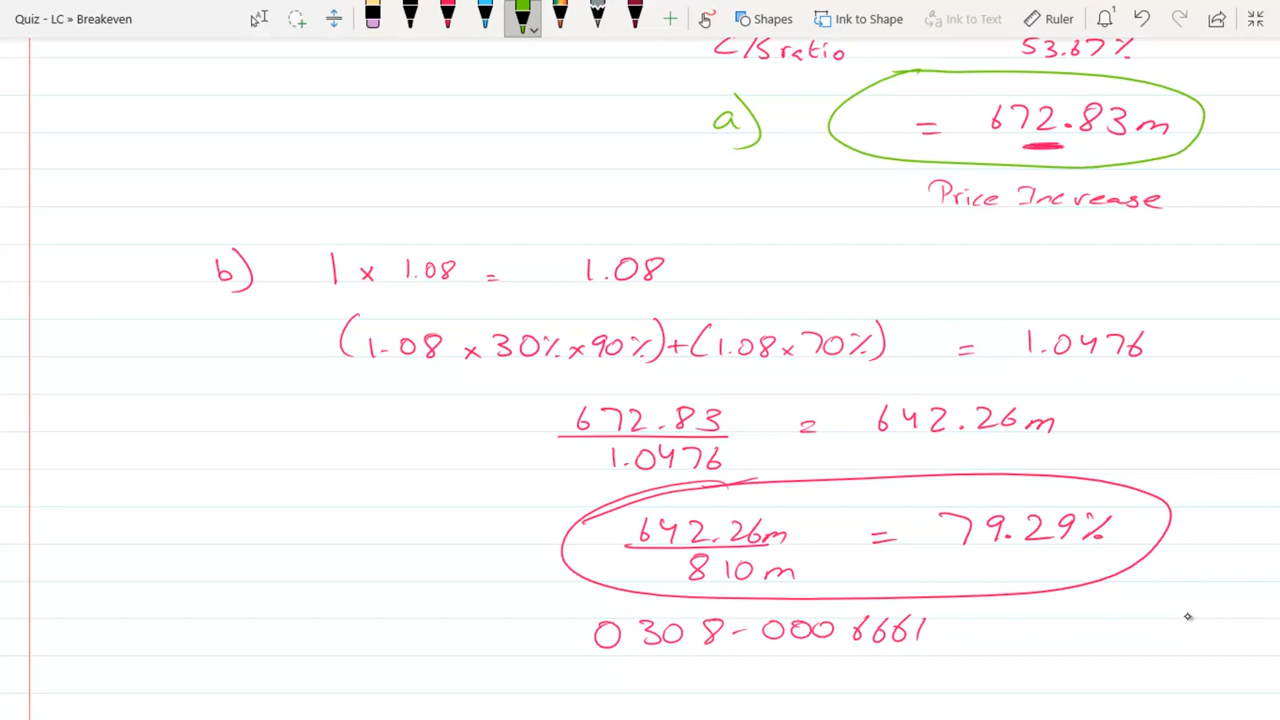 Quiz - LC » Breakeven
Shapes Ink to Shape Ink to Text Ruler
C/S ratio 53.67%
a) = 672.83m
Price Increase
b) 1 x 1.08 = 1.08
(1.08 x 30% x 90%) + (1.08 x 70%) = 1.0476
672.83
1.0476
= 642.26m
642.26m
810m
= 79.29%
0308-0006661